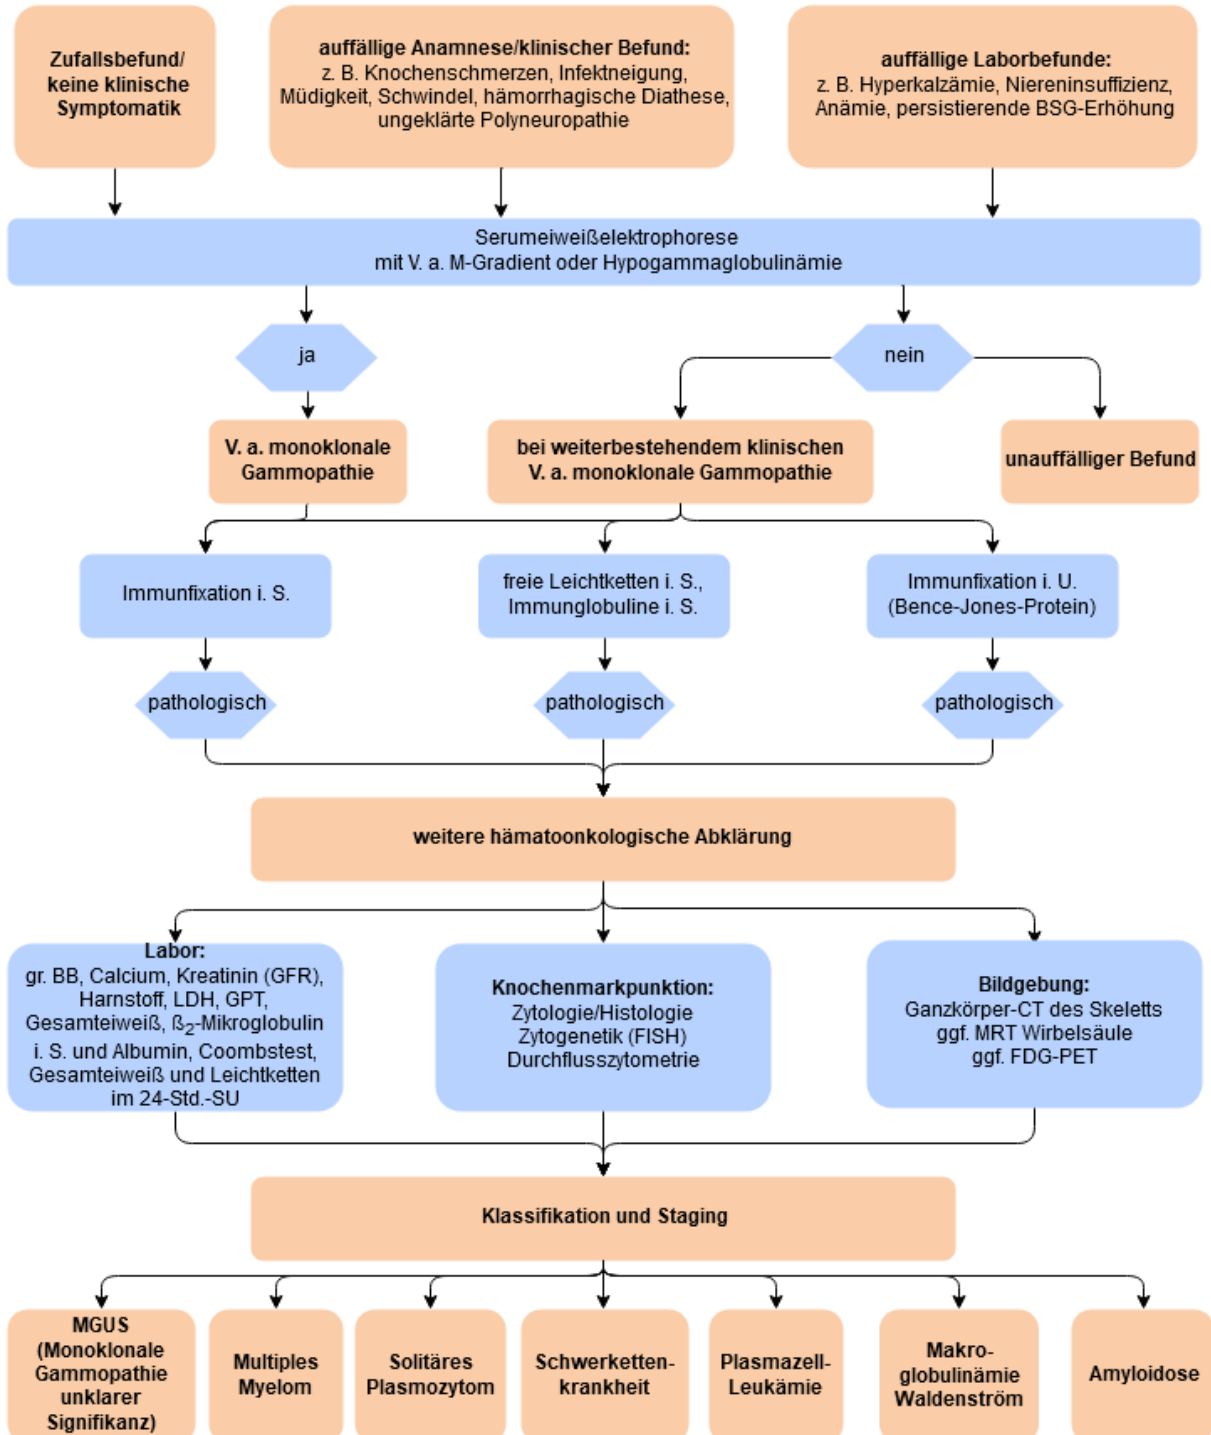 Zufallsbefund/
keine klinische
Symptomatik
auffällige Anamnese/klinischer Befund:
z. B. Knochenschmerzen, Infektneigung,
Müdigkeit, Schwindel, hämorrhagische Diathese,
ungeklärte Polyneuropathie
auffällige Laborbefunde:
z. B. Hyperkalzämie, Niereninsuffizienz,
Anämie, persistierende BSG-Erhöhung
Serumeiweißelektrophorese
mit V. a. M-Gradient oder Hypogammaglobulinämie
ja
nein
V. a. monoklonale
Gammopathie
bei weiterbestehendem klinischen
V. a. monoklonale Gammopathie
unauffälliger Befund
Immunfixation i. S.
freie Leichtketten i. S.,
Immunglobuline i. S.
Immunfixation i. U.
(Bence-Jones-Protein)
pathologisch
pathologisch
pathologisch
weitere hämatoonkologische Abklärung
Labor:
gr. BB, Calcium, Kreatinin (GFR),
Harnstoff, LDH, GPT,
Gesamteiweiß, ß2-Mikroglobulin
i. S. und Albumin, Coombstest,
Gesamteiweiß und Leichtketten
im 24-Std.-SU
Knochenmarkpunktion:
Zytologie/Histologie
Zytogenetik (FISH)
Durchflusszytometrie
Bildgebung:
Ganzkörper-CT des Skeletts
ggf. MRT Wirbelsäule
ggf. FDG-PET
Klassifikation und Staging
MGUS
(Monoklonale
Gammopathie
unklarer
Signifikanz)
Multiples
Myelom
Solitäres
Plasmozytom
Schwerketten-
krankheit
Plasmazell-
Leukämie
Makro-
globulinämie
Waldenström
Amyloidose